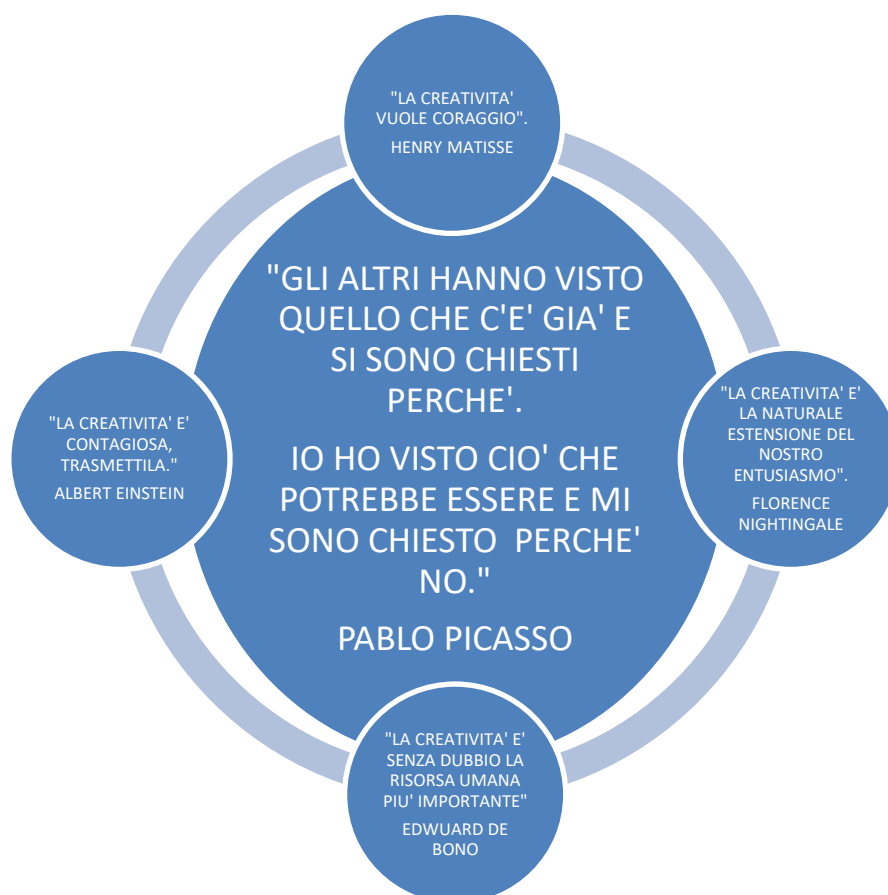 "LA CREATIVITA'
VUOLE CORAGGIO".
HENRY MATISSE
"GLI ALTRI HANNO VISTO
QUELLO CHE C'E' GIA' E
SI SONO CHIESTI
PERCHE'.
IO HO VISTO CIO' CHE
POTREBBE ESSERE E MI
SONO CHIESTO  PERCHE'
NO."
PABLO PICASSO
"LA CREATIVITA' E'
CONTAGIOSA,
TRASMETTILA."
ALBERT EINSTEIN
"LA CREATIVITA' E'
LA NATURALE
ESTENSIONE DEL
NOSTRO
ENTUSIASMO".
FLORENCE
NIGHTINGALE
"LA CREATIVITA' E'
SENZA DUBBIO LA
RISORSA UMANA
PIU' IMPORTANTE"
EDWUARD DE
BONO